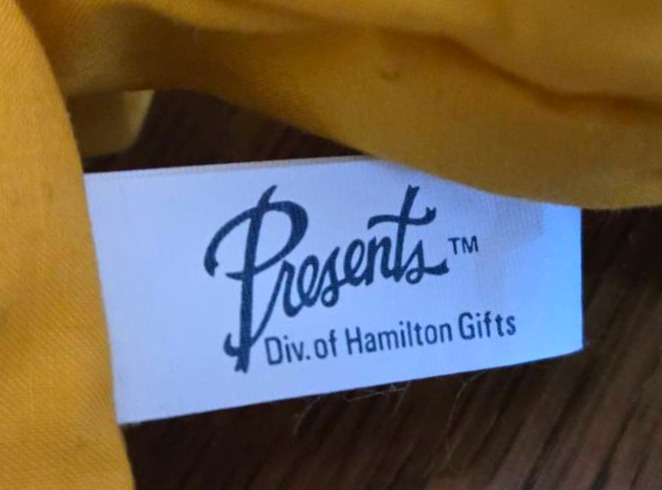 Presents™
Div. of Hamilton Gifts